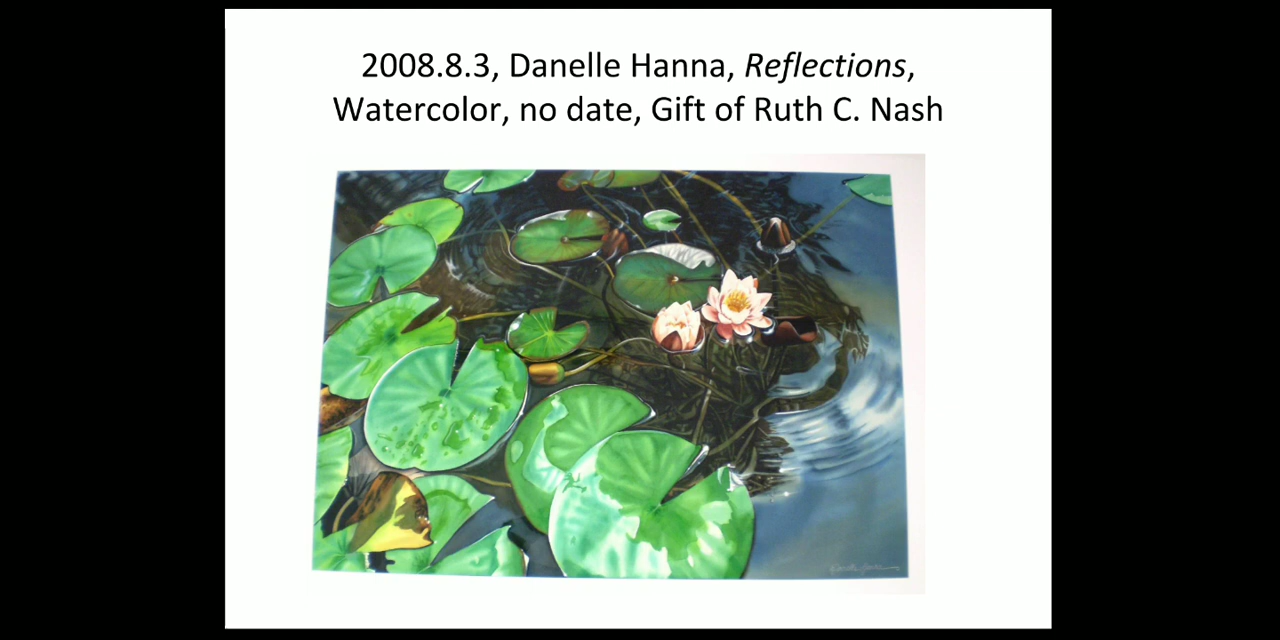 2008.8.3, Danelle Hanna, Reflections,
Watercolor, no date, Gift of Ruth C. Nash